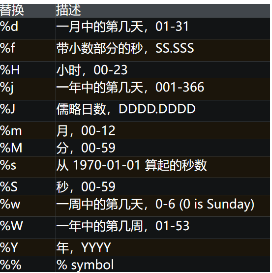 替换 描述
%d 一月中的第几天，01-31
%f 带小数部分的秒，SS.SSS
%H 小时，00-23
%j 一年中的第几天，001-366
%J 儒略日数，DDDD.DDDD
%m 月，00-12
%M 分，00-59
%s 从 1970-01-01 算起的秒数
%S 秒，00-59
%w 一周中的第几天，0-6 (0 is Sunday)
%W 一年中的第几周，01-53
%Y 年，YYYY
%% % symbol